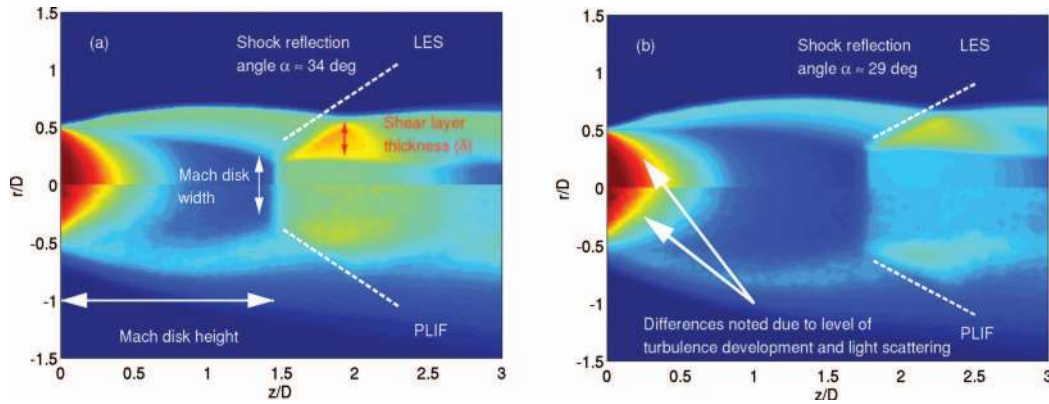 (a)
Shock reflection
angle α ≈ 34 deg
LES
Shear layer
thickness (δ)
Mach disk
width
Mach disk height
PLIF
r/D
1.5
1
0.5
0
-0.5
-1
-1.5
0
0.5
1
1.5
2
2.5
3
z/D
(b)
Shock reflection
angle α ≈ 29 deg
LES
Differences noted due to level of
turbulence development and light scattering
PLIF
r/D
1.5
1
0.5
0
-0.5
-1
-1.5
0
0.5
1
1.5
2
2.5
3
z/D